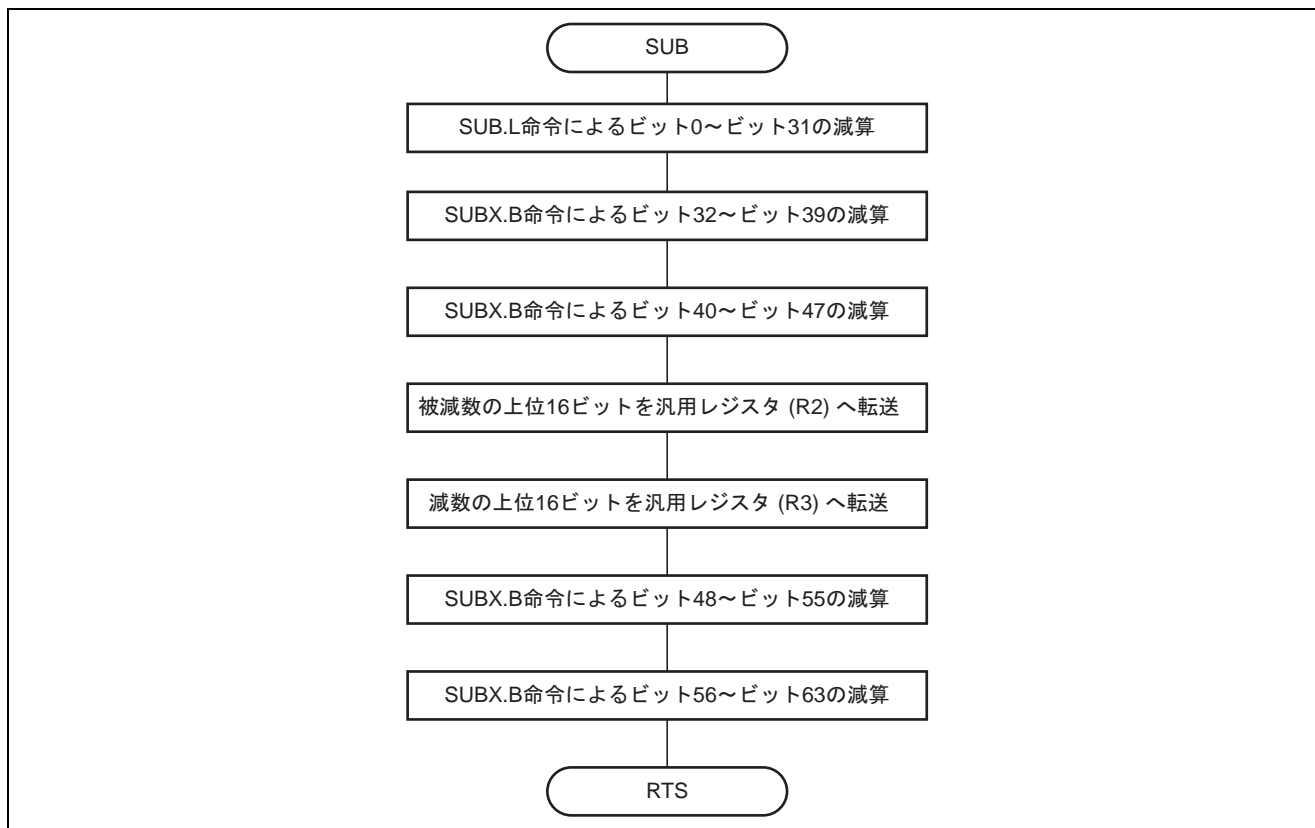 SUB
SUB.L命令によるビット0～ビット31の減算
SUBX.B命令によるビット32～ビット39の減算
SUBX.B命令によるビット40～ビット47の減算
被減数の上位16ビットを汎用レジスタ (R2) へ転送
減数の上位16ビットを汎用レジスタ (R3) へ転送
SUBX.B命令によるビット48～ビット55の減算
SUBX.B命令によるビット56～ビット63の減算
RTS